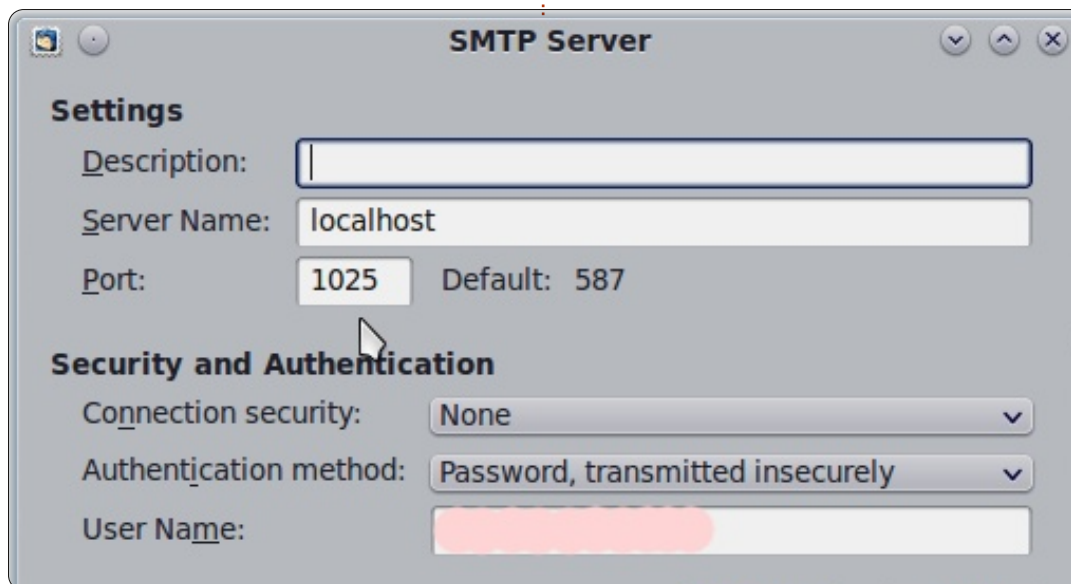 SMTP Server
Settings
Description:
Server Name: localhost
Port: 1025 Default: 587
Security and Authentication
Connection security: None
Authentication method: Password, transmitted insecurely
User Name: